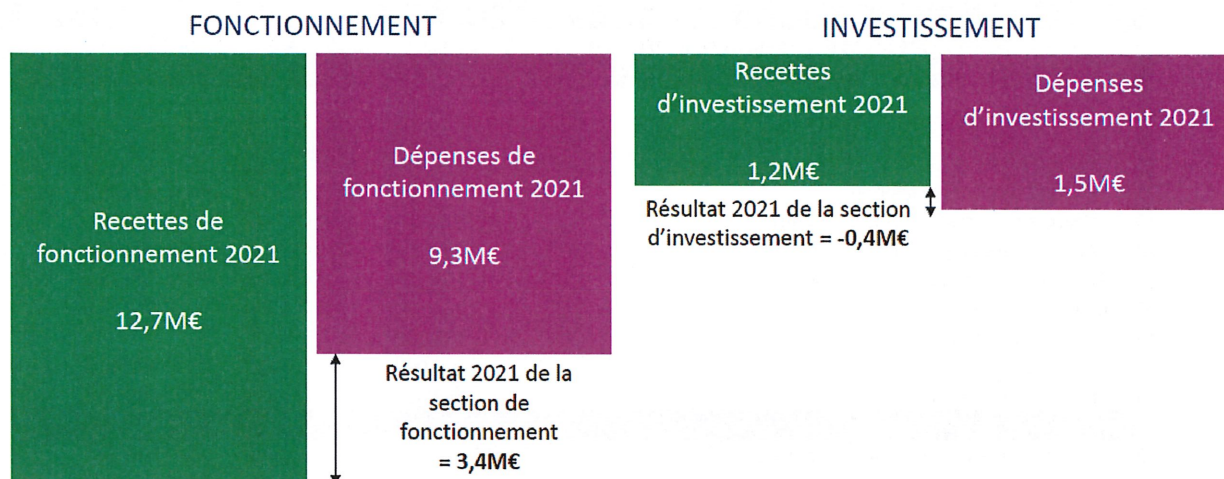 FONCTIONNEMENT
Recettes de
fonctionnement 2021
12,7M€
Dépenses de
fonctionnement 2021
9,3M€
Résultat 2021 de la
section de
fonctionnement
= 3,4M€
INVESTISSEMENT
Recettes
d'investissement 2021
1,2M€
Résultat 2021 de la section
d'investissement = -0,4M€
Dépenses
d'investissement 2021
1,5M€